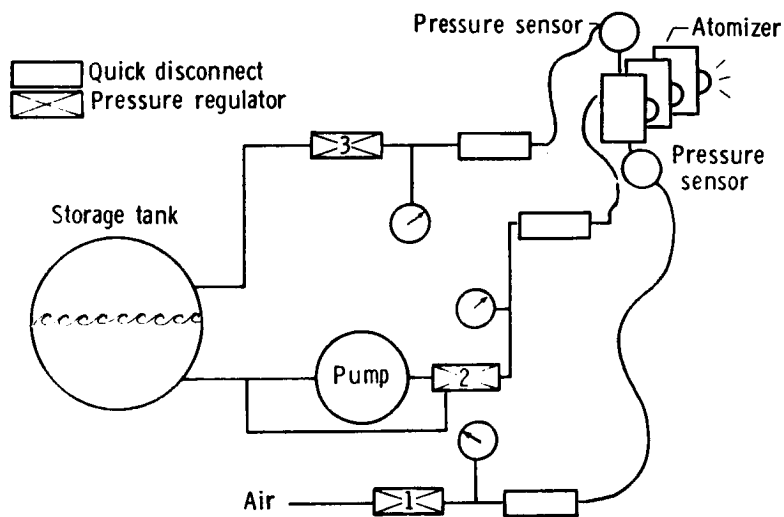 Pressure sensor
Atomizer
Quick disconnect
Pressure regulator
3
Pressure
sensor
Storage tank
Pump
2
Air
1